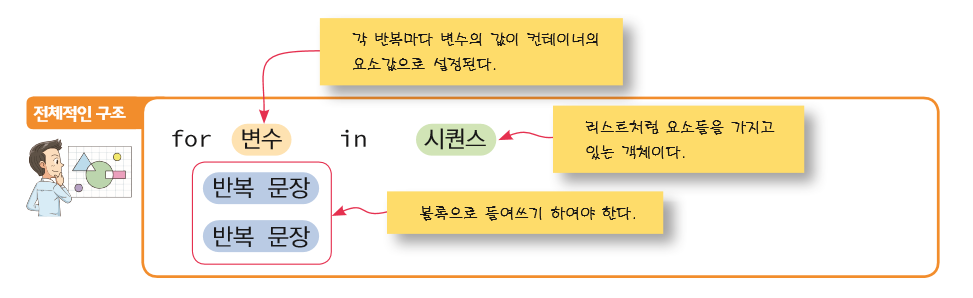 각 반복마다 변수의 값이 컨테이너의
요소값으로 설정된다.
전체적인 구조
for 변수 in 시퀀스
리스트처럼 요소들을 가지고
있는 객체이다.
반복 문장
블록으로 들여쓰기 하여야 한다.
반복 문장